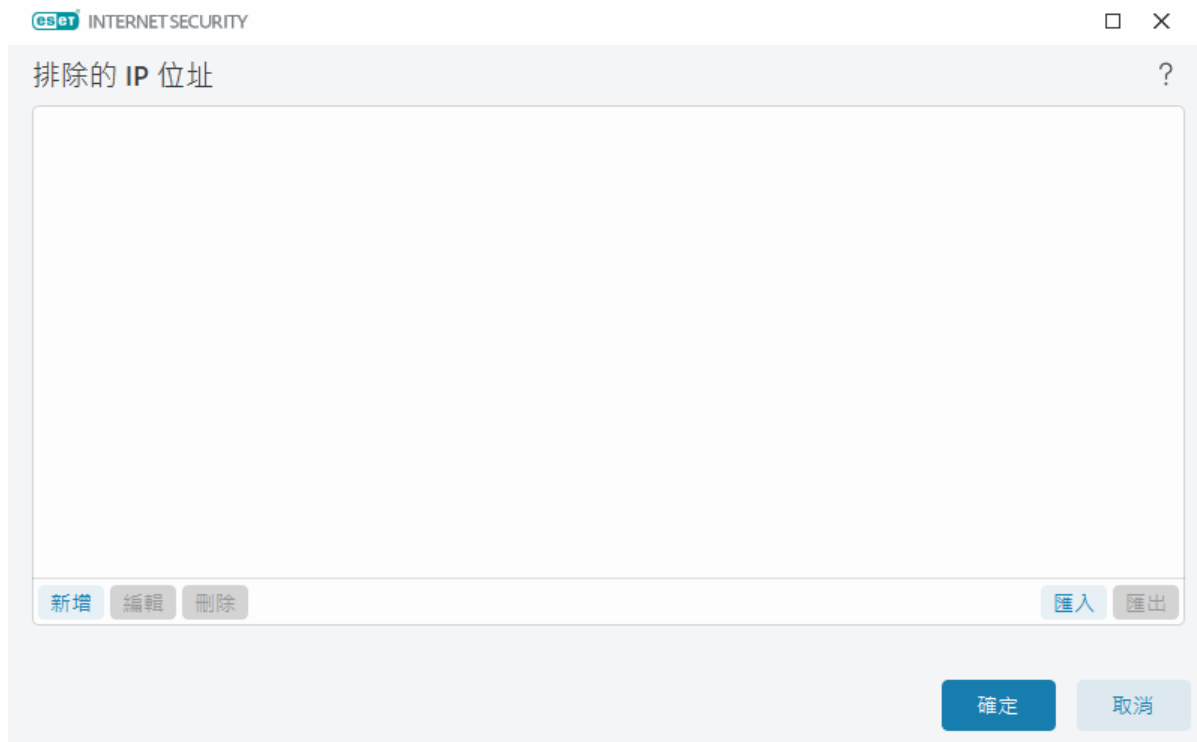 eset INTERNET SECURITY
排除的 IP 位址
?
新增 編輯 刪除 匯入 匯出
確定 取消